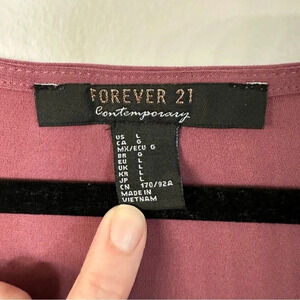 FOREVER 21
Contemporary
US L
CA G
MX/ECU G
BR G
EU L
UK L
KR L
JP L
CN 170/92A
MADE IN
VIETNAM